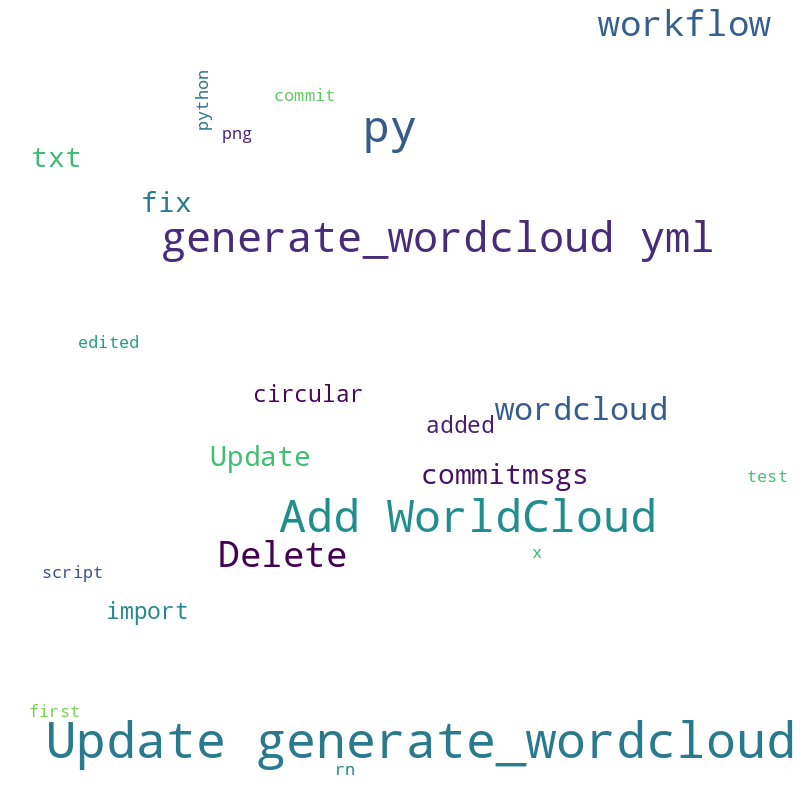 workflow
python
commit
py
png
txt
fix
generate_wordcloud yml
edited
circular
wordcloud
added
Update
commitmsgs
test
Add WorldCloud
Delete
x
script
import
first
Update generate_wordcloud
rn